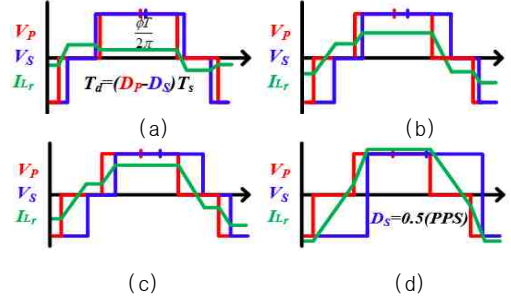 V_P
V_S
I_Lr
ϕT
2π
T_d=(D_P-D_S)T_s
(a)
V_P
V_S
I_Lr
(b)
V_P
V_S
I_Lr
(c)
V_P
V_S
I_Lr
D_S=0.5(PPS)
(d)